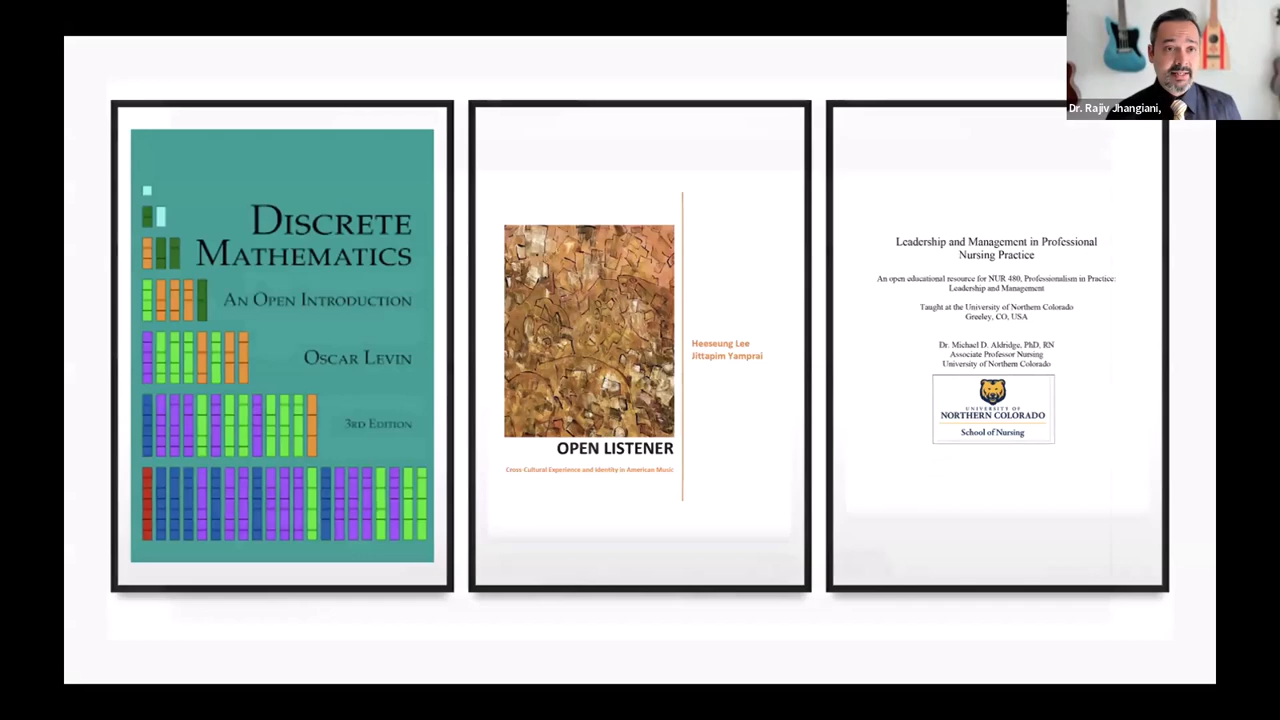 Dr. Rajiv Jhangiani,
DISCRETE
MATHEMATICS
AN OPEN INTRODUCTION
OSCAR LEVIN
3RD EDITION
Heeseung Lee
Jittapim Yamprai
OPEN LISTENER
Cross-Cultural Experience and Identity in American Music
Leadership and Management in Professional
Nursing Practice
An open educational resource for NUR 480, Professionalism in Practice:
Leadership and Management
Taught at the University of Northern Colorado
Greeley, CO, USA
Dr. Michael D. Aldridge, PhD, RN
Associate Professor Nursing
University of Northern Colorado
UNIVERSITY OF
NORTHERN COLORADO
School of Nursing